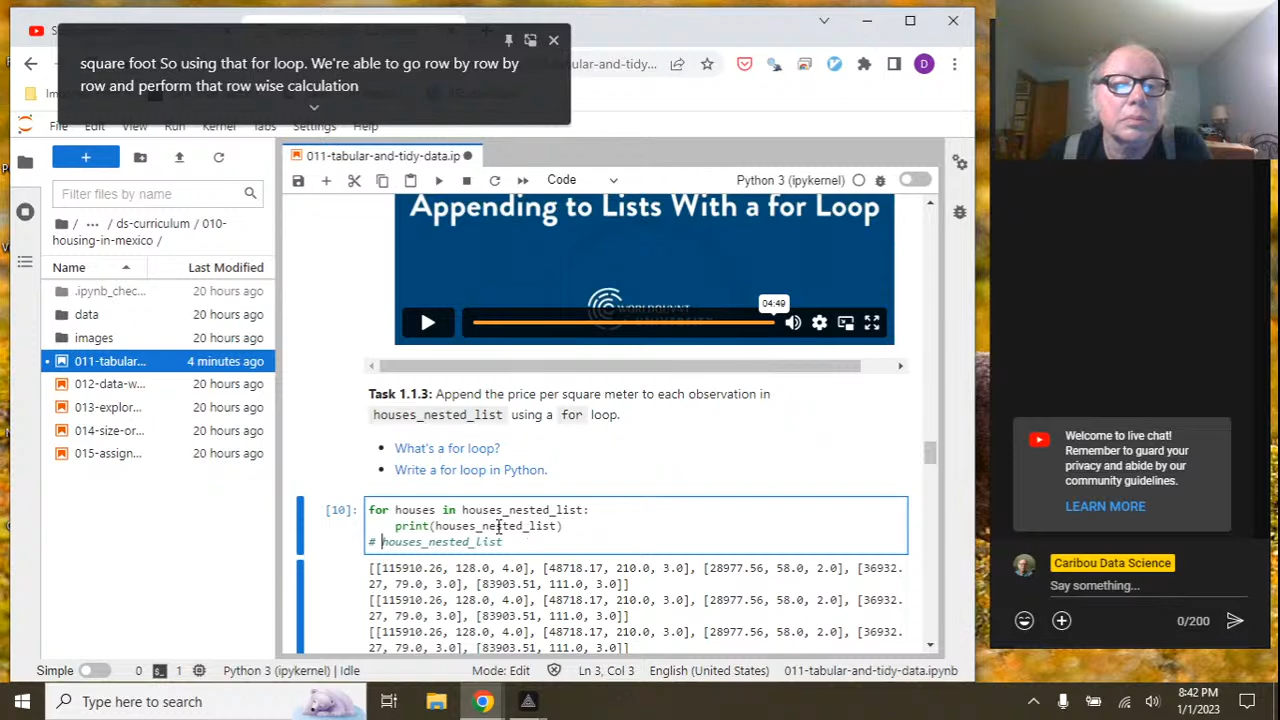 square foot So using that for loop. We're able to go row by row by
row and perform that row wise calculation
tabular-and-tidy...
D
File Edit View Run Kernel Tabs Settings Help
Filter files by name
/ ... / ds-curriculum / 010-
housing-in-mexico /
Name Last Modified
.ipynb_chec... 20 hours ago
data 20 hours ago
images 20 hours ago
011-tabular... 4 minutes ago
012-data-w... 20 hours ago
013-explor... 20 hours ago
014-size-or... 20 hours ago
015-assign... 20 hours ago
011-tabular-and-tidy-data.ip
Code
Python 3 (ipykernel)
Appending to Lists With a for Loop
04:49
Task 1.1.3: Append the price per square meter to each observation in
houses_nested_list using a for loop.
What's a for loop?
Write a for loop in Python.
[10]: for houses in houses_nested_list:
print(houses_nested_list)
# houses_nested_list
[[115910.26, 128.0, 4.0], [48718.17, 210.0, 3.0], [28977.56, 58.0, 2.0], [36932.
27, 79.0, 3.0], [83903.51, 111.0, 3.0]]
[[115910.26, 128.0, 4.0], [48718.17, 210.0, 3.0], [28977.56, 58.0, 2.0], [36932.
27, 79.0, 3.0], [83903.51, 111.0, 3.0]]
[[115910.26, 128.0, 4.0], [48718.17, 210.0, 3.0], [28977.56, 58.0, 2.0], [36932.
27, 79.0, 3.0], [83903.51, 111.0, 3.0]]
Simple 0 1 Python 3 (ipykernel) | Idle Mode: Edit Ln 3, Col 3 English (United States) 011-tabular-and-tidy-data.ipynb
Welcome to live chat!
Remember to guard your
privacy and abide by our
community guidelines.
LEARN MORE
Caribou Data Science
Say something...
0/200
Type here to search
8:42 PM
1/1/2023